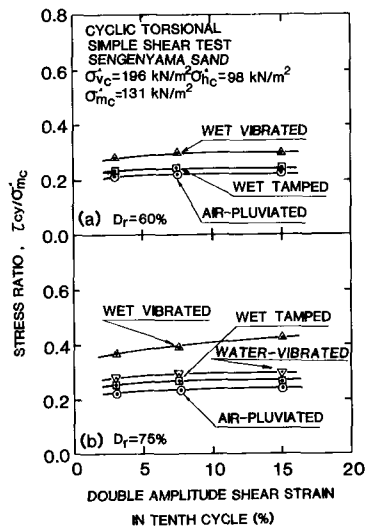 0.8
CYCLIC TORSIONAL
SIMPLE SHEAR TEST
SENGENYAMA SAND
σ'vc=196 kN/m² σ'hc=98 kN/m²
σ'mc=131 kN/m²
0.6
0.4
WET VIBRATED
0.2
WET TAMPED
AIR-PLUVIATED
(a) Dr=60%
0.0
STRESS RATIO, τcy/σ'mc
0.6
WET VIBRATED
WET TAMPED
WATER-VIBRATED
0.4
0.2
AIR-PLUVIATED
(b) Dr=75%
0.0
0 5 10 15 20
DOUBLE AMPLITUDE SHEAR STRAIN
IN TENTH CYCLE (%)